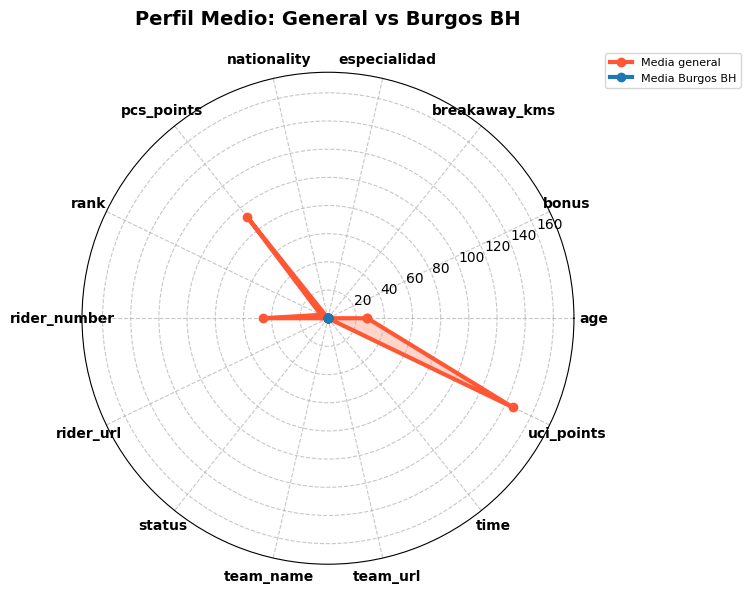 Perfil Medio: General vs Burgos BH
Media general
Media Burgos BH
nationality
especialidad
pcs_points
breakaway_kms
rank
bonus
160
140
120
100
80
60
40
20
rider_number
age
rider_url
uci_points
status
time
team_name
team_url